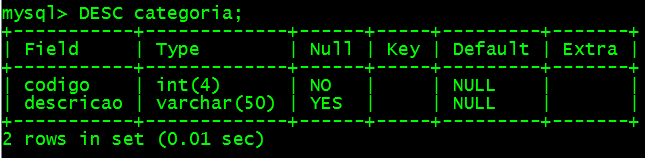 mysql> DESC categoria;
+-----------+-------------+------+-----+---------+-------+
| Field     | Type        | Null | Key | Default | Extra |
+-----------+-------------+------+-----+---------+-------+
| codigo    | int(4)      | NO   |     | NULL    |       |
| descricao | varchar(50) | YES  |     | NULL    |       |
+-----------+-------------+------+-----+---------+-------+
2 rows in set (0.01 sec)